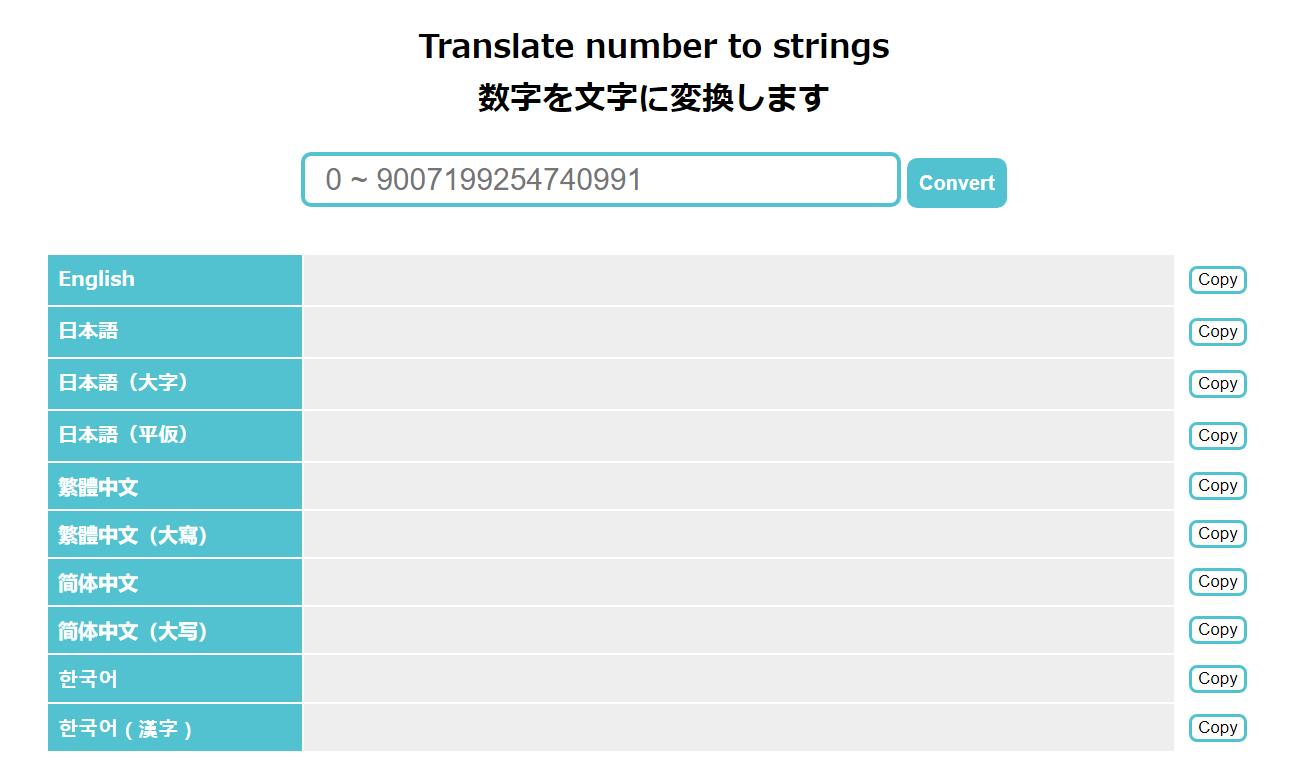 Translate number to strings
数字を文字に変換します
0 ~ 9007199254740991 Convert
English Copy
日本語 Copy
日本語（大字） Copy
日本語（平仮） Copy
繁體中文 Copy
繁體中文（大寫） Copy
简体中文 Copy
简体中文（大写） Copy
한국어 Copy
한국어 ( 漢字 ) Copy